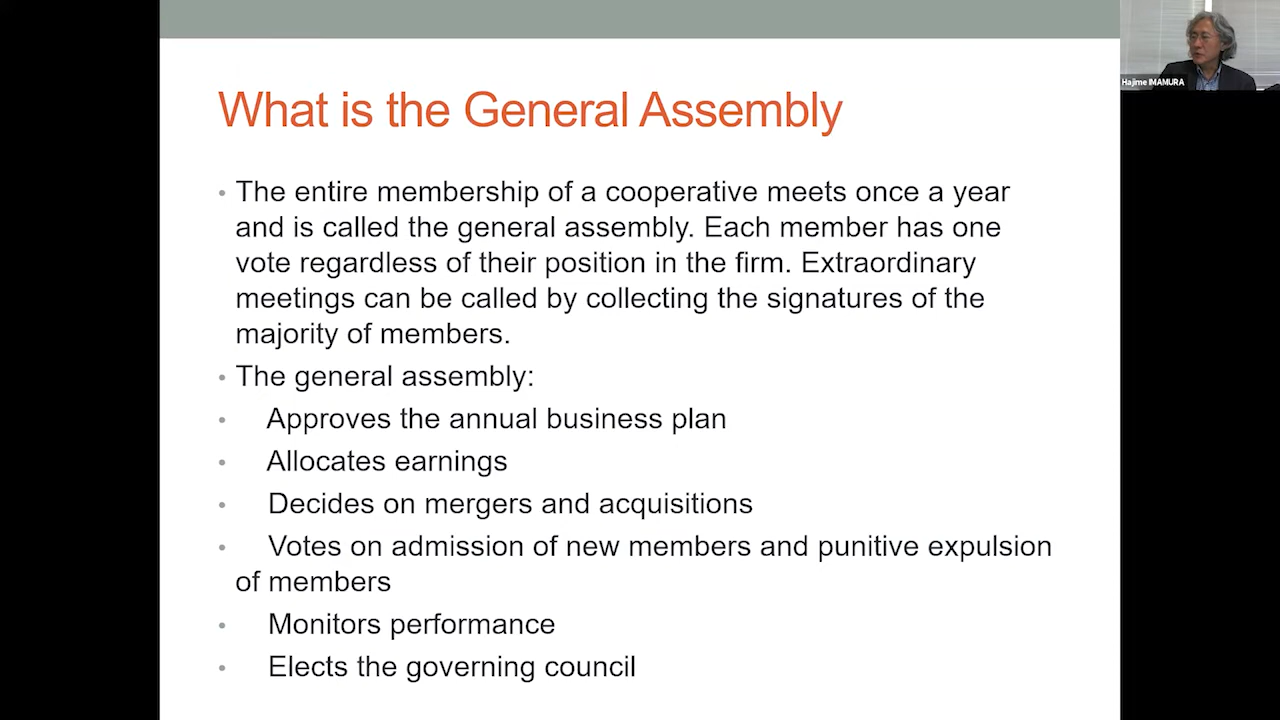 What is the General Assembly
Hajime IMAMURA
• The entire membership of a cooperative meets once a year
and is called the general assembly. Each member has one
vote regardless of their position in the firm. Extraordinary
meetings can be called by collecting the signatures of the
majority of members.
• The general assembly:
• Approves the annual business plan
• Allocates earnings
• Decides on mergers and acquisitions
• Votes on admission of new members and punitive expulsion
of members
• Monitors performance
• Elects the governing council